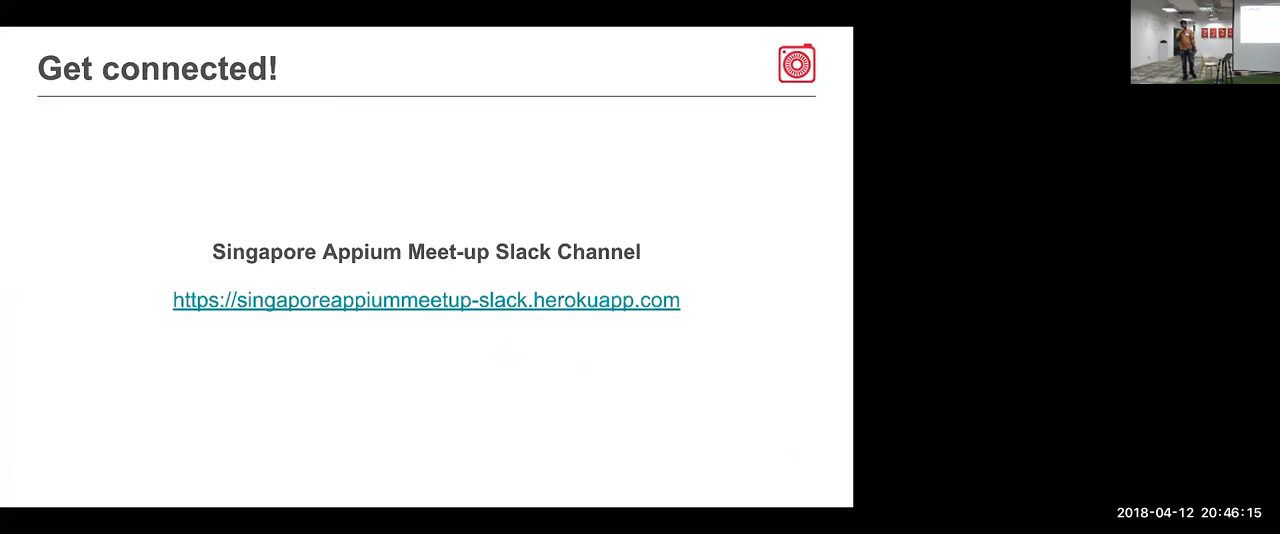 Get connected!
Singapore Appium Meet-up Slack Channel
https://singaporeappiummeetup-slack.herokuapp.com
2018-04-12 20:46:15